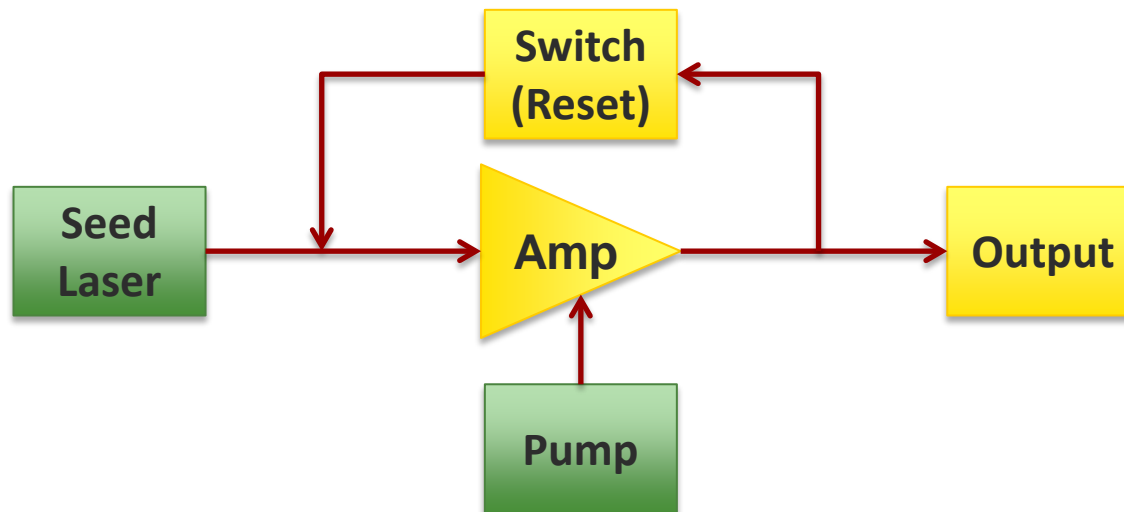 Switch
(Reset)
Seed
Laser
Amp
Output
Pump